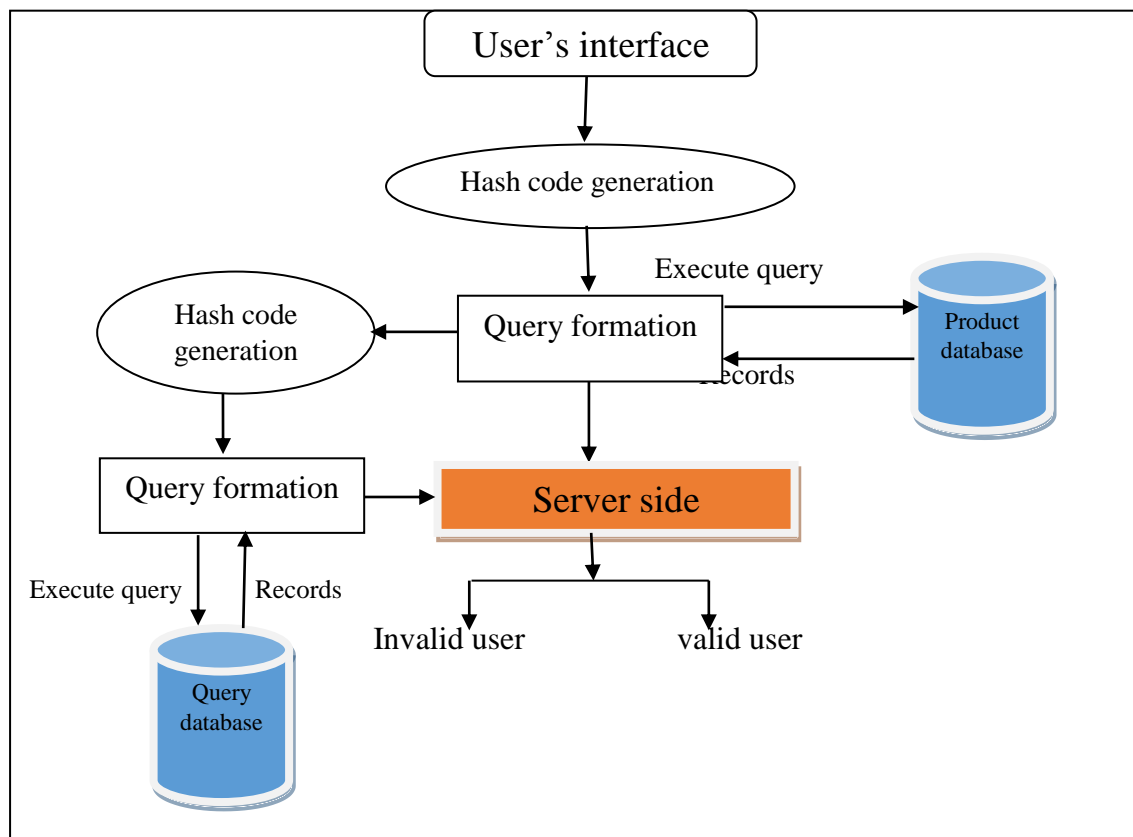 User’s interface
Hash code generation
Execute query
Hash code
generation
Query formation
Product
database
Records
Query formation
Server side
Execute query
Records
Invalid user
valid user
Query
database